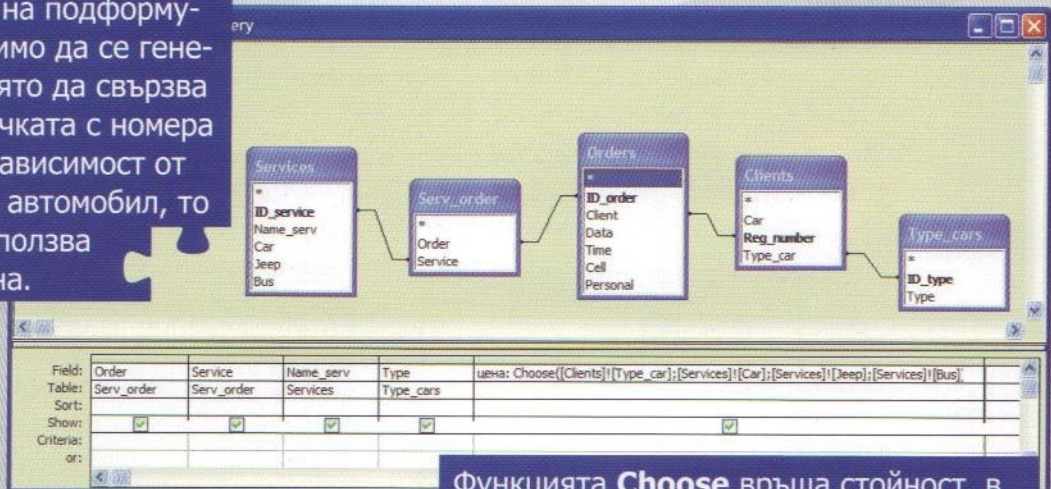 на подформу-
имо да се гене-
ято да свързва
чката с номера
ависимост от
автомобил, то
ползва
на.
ery
Services
*
ID_service
Name_serv
Car
Jeep
Bus
Serv_order
*
Order
Service
Orders
*
ID_order
Client
Data
Time
Cell
Personal
Clients
*
Car
Reg_number
Type_car
Type_cars
*
ID_type
Type
Field: Order Service Name_serv Type цена: Choose([Clients]![Type_car];[Services]![Car];[Services]![Jeep];[Services]![Bus]
Table: Serv_order Serv_order Services Type_cars
Sort:
Show:
Criteria:
or:
Функцията Choose връща стойност, в